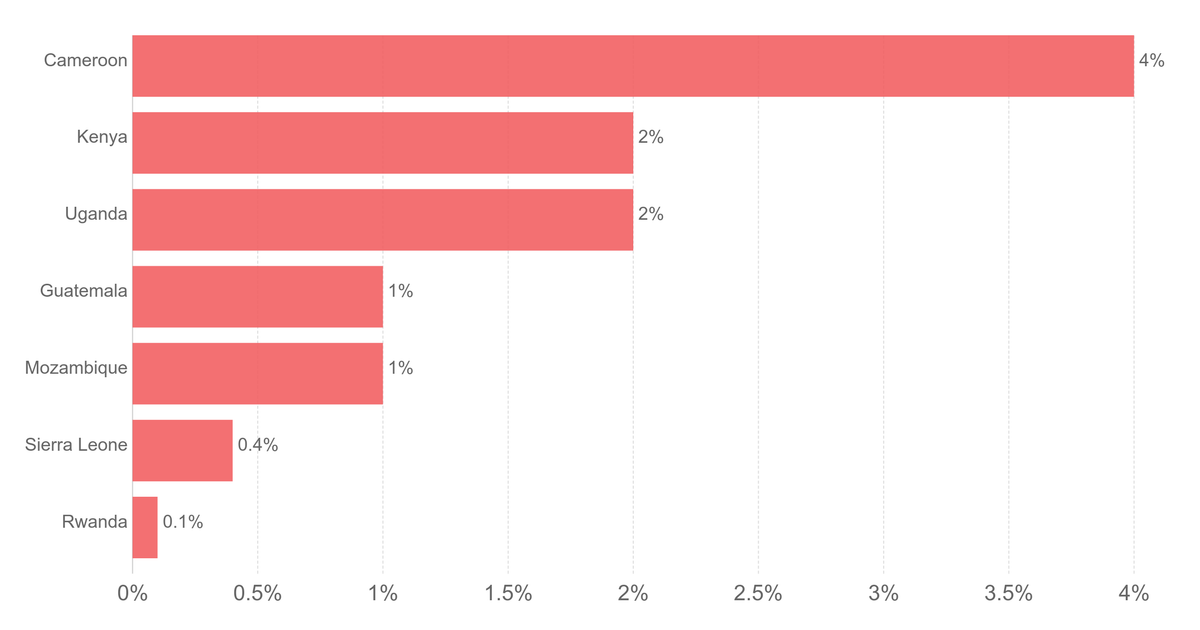 Cameroon 4%
Kenya 2%
Uganda 2%
Guatemala 1%
Mozambique 1%
Sierra Leone 0.4%
Rwanda 0.1%
0% 0.5% 1% 1.5% 2% 2.5% 3% 3.5% 4%